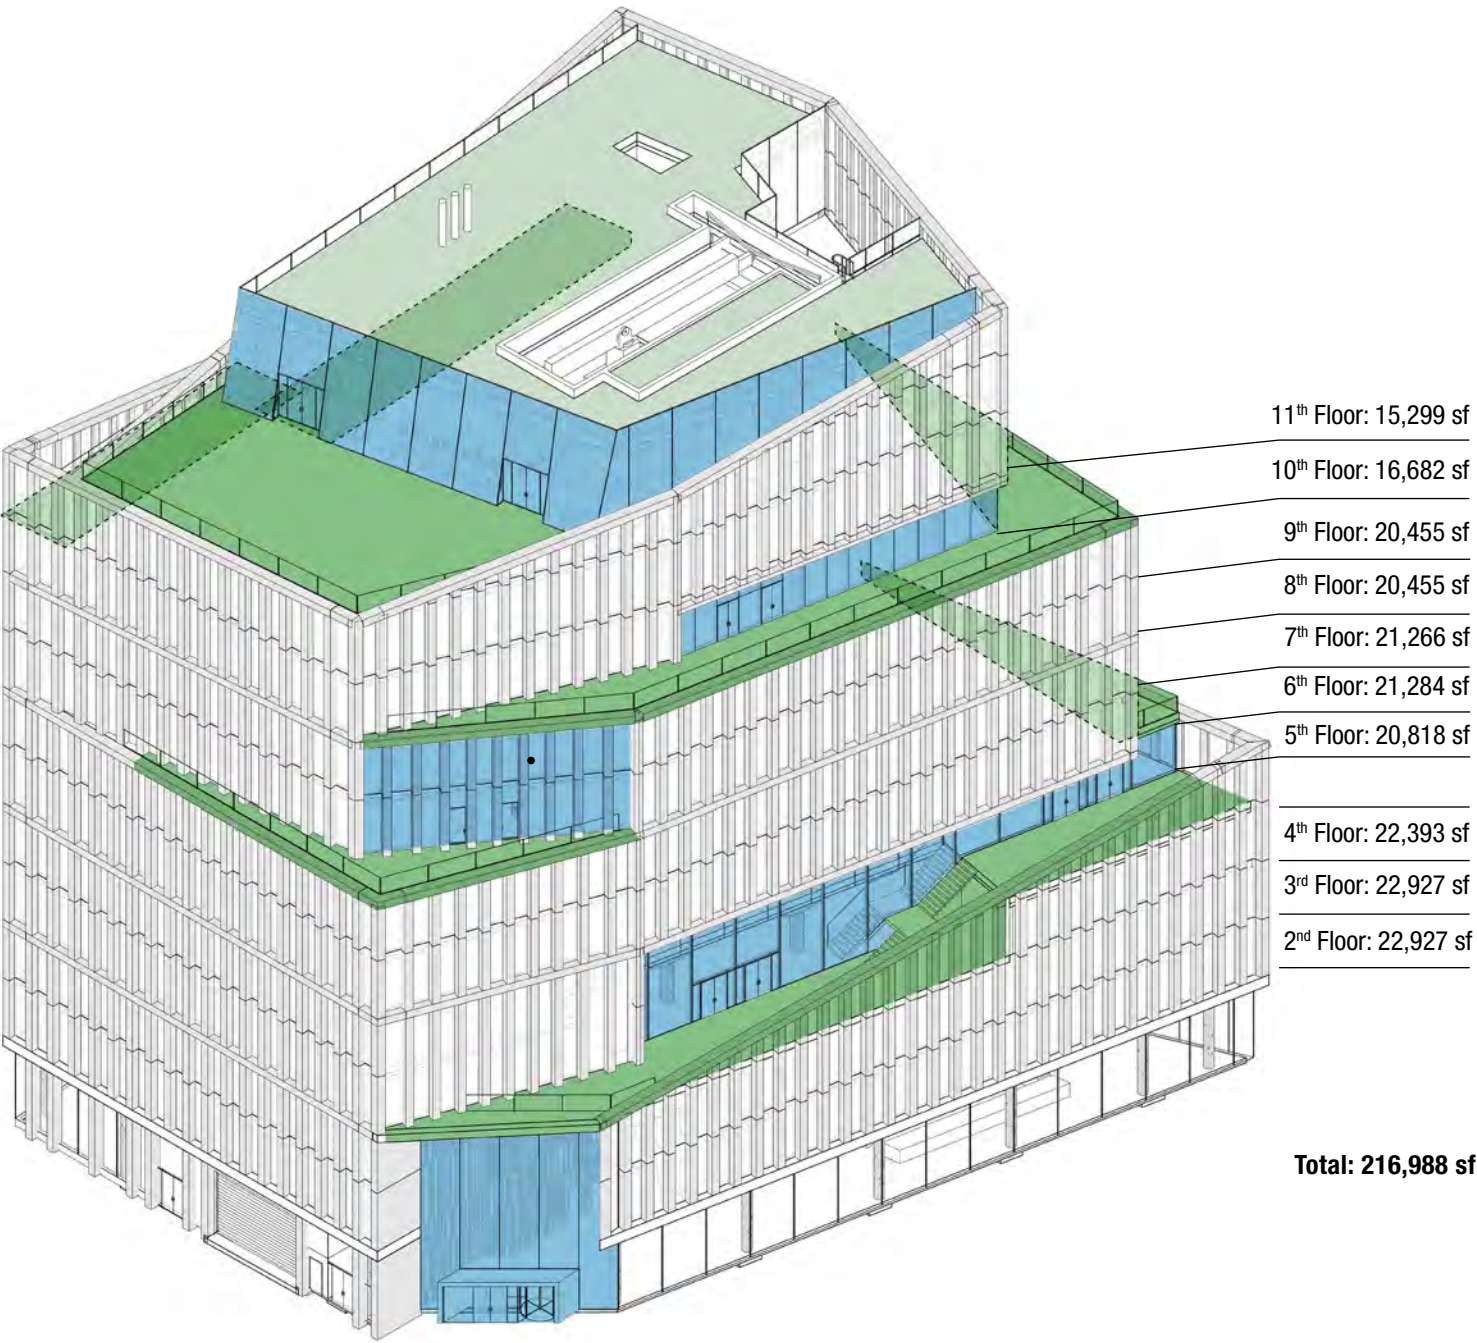 11th Floor: 15,299 sf
10th Floor: 16,682 sf
9th Floor: 20,455 sf
8th Floor: 20,455 sf
7th Floor: 21,266 sf
6th Floor: 21,284 sf
5th Floor: 20,818 sf
4th Floor: 22,393 sf
3rd Floor: 22,927 sf
2nd Floor: 22,927 sf
Total: 216,988 sf